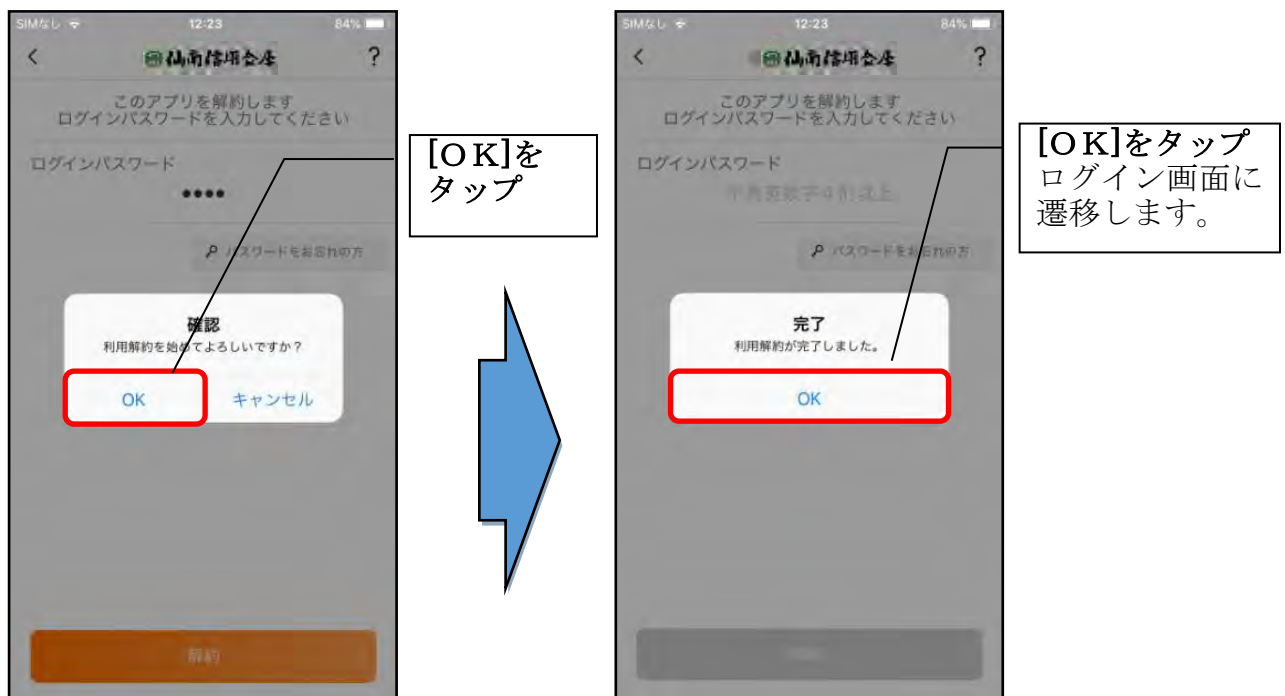 SIMなし 12:23 84%
< 仙南信用金庫 ?
このアプリを解約します
ログインパスワードを入力してください
ログインパスワード
••••
パスワードをお忘れの方
確認
利用解約を始めてよろしいですか？
OK キャンセル
解約
[ＯＫ]を
タップ
SIMなし 12:23 84%
< 仙南信用金庫 ?
このアプリを解約します
ログインパスワードを入力してください
ログインパスワード
半角英数字4桁以上
パスワードをお忘れの方
完了
利用解約が完了しました。
OK
[ＯＫ]をタップ
ログイン画面に
遷移します。